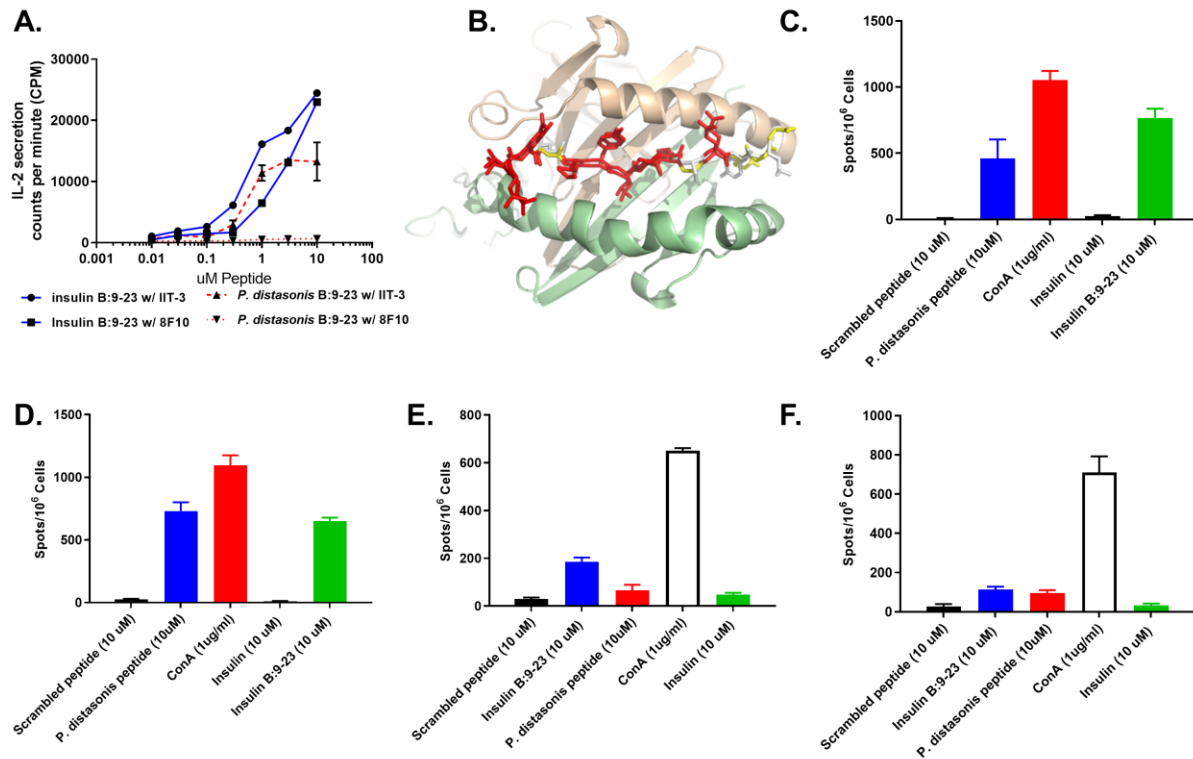 A.
30000
20000
10000
0
0.001
0.01
0.1
1
10
100
IIL-2 secretion
counts per minute (CPM)
uM Peptide
insulin B:9-23 w/ IIT-3
P. distasonis B:9-23 w/ IIT-3
Insulin B:9-23 w/ 8F10
P. distasonis B:9-23 w/ 8F10
B.
C.
1500
1000
500
0
Spots/10⁶ Cells
Scrambled peptide (10 uM)
P. distasonis peptide (10uM)
ConA (1ug/ml)
Insulin (10 uM)
Insulin B:9-23 (10 uM)
D.
1500
1000
500
0
Spots/10⁶ Cells
Scrambled peptide (10 uM)
P. distasonis peptide (10uM)
ConA (1ug/ml)
Insulin (10 uM)
Insulin B:9-23 (10 uM)
E.
800
600
400
200
0
Spots/10⁶ Cells
Scrambled peptide (10 uM)
Insulin B:9-23 (10 uM)
P. distasonis peptide (10uM)
ConA (1ug/ml)
Insulin (10 uM)
F.
1000
800
600
400
200
0
Spots/10⁶ Cells
Scrambled peptide (10 uM)
Insulin B:9-23 (10 uM)
P. distasonis peptide (10uM)
ConA (1ug/ml)
Insulin (10 uM)